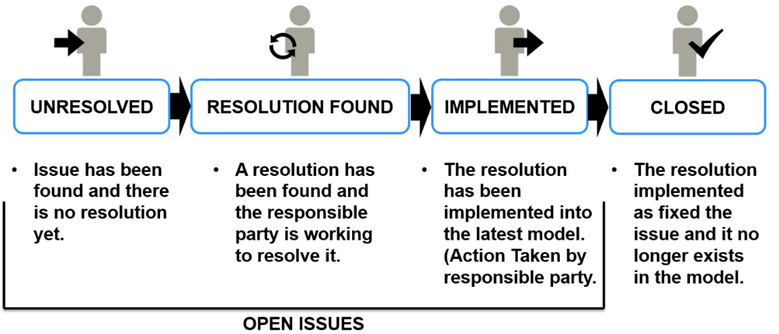 UNRESOLVED
RESOLUTION FOUND
IMPLEMENTED
CLOSED
• Issue has been
found and there
is no resolution
yet.
• A resolution has
been found and
the responsible
party is working
to resolve it.
• The resolution
has been
implemented into
the latest model.
(Action Taken by
responsible party.
• The resolution
implemented
as fixed the
issue and it no
longer exists
in the model.
OPEN ISSUES